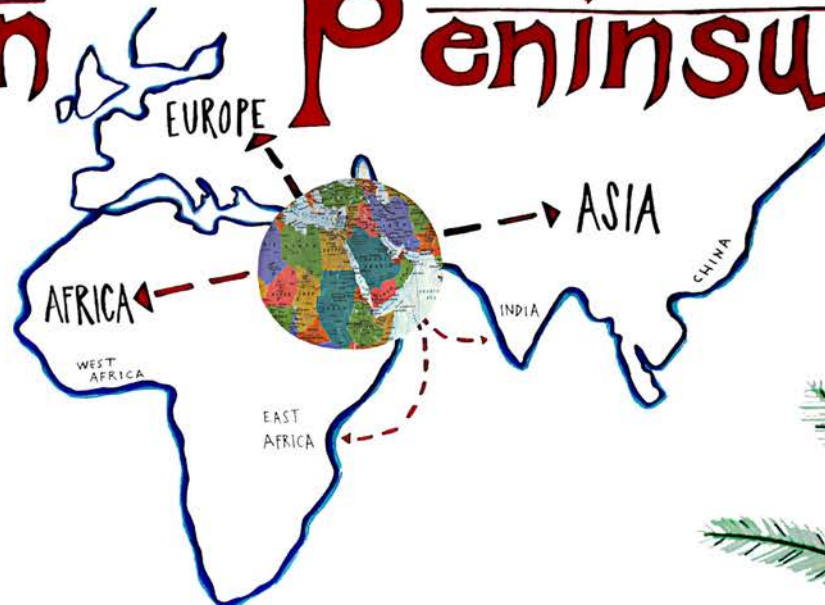 n Peninsu
EUROPE
ASIA
AFRICA
CHINA
INDIA
WEST
AFRICA
EAST
AFRICA